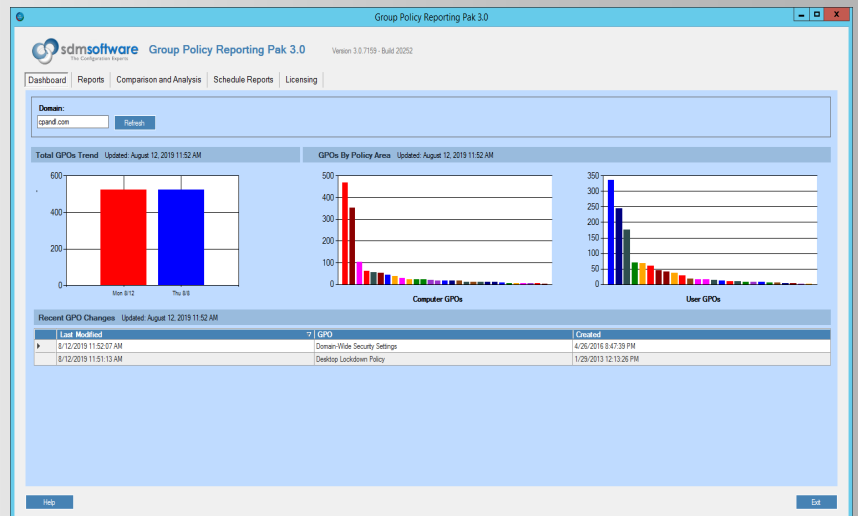 Group Policy Reporting Pak 3.0
sdmsoftware
The Configuration Experts
Group Policy Reporting Pak 3.0
Version 3.0.7159 - Build 20252
Dashboard Reports Comparison and Analysis Schedule Reports Licensing
Domain:
cpandl.com
Refresh
Total GPOs Trend Updated: August 12, 2019 11:52 AM
GPOs By Policy Area Updated: August 12, 2019 11:52 AM
600
400
200
0
Mon 8/12 Thu 8/8
500
400
300
200
100
0
Computer GPOs
350
300
250
200
150
100
50
0
User GPOs
Recent GPO Changes Updated: August 12, 2019 11:52 AM
Last Modified GPO Created
8/12/2019 11:52:07 AM Domain-Wide Security Settings 4/26/2016 8:47:39 PM
8/12/2019 11:51:13 AM Desktop Lockdown Policy 1/29/2013 12:13:26 PM
Help Exit